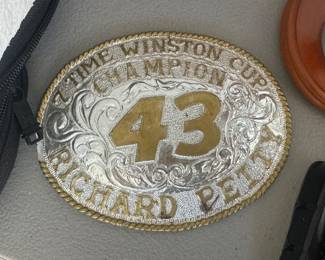 7 TIME WINSTON CUP
CHAMPION
43
RICHARD PETTY